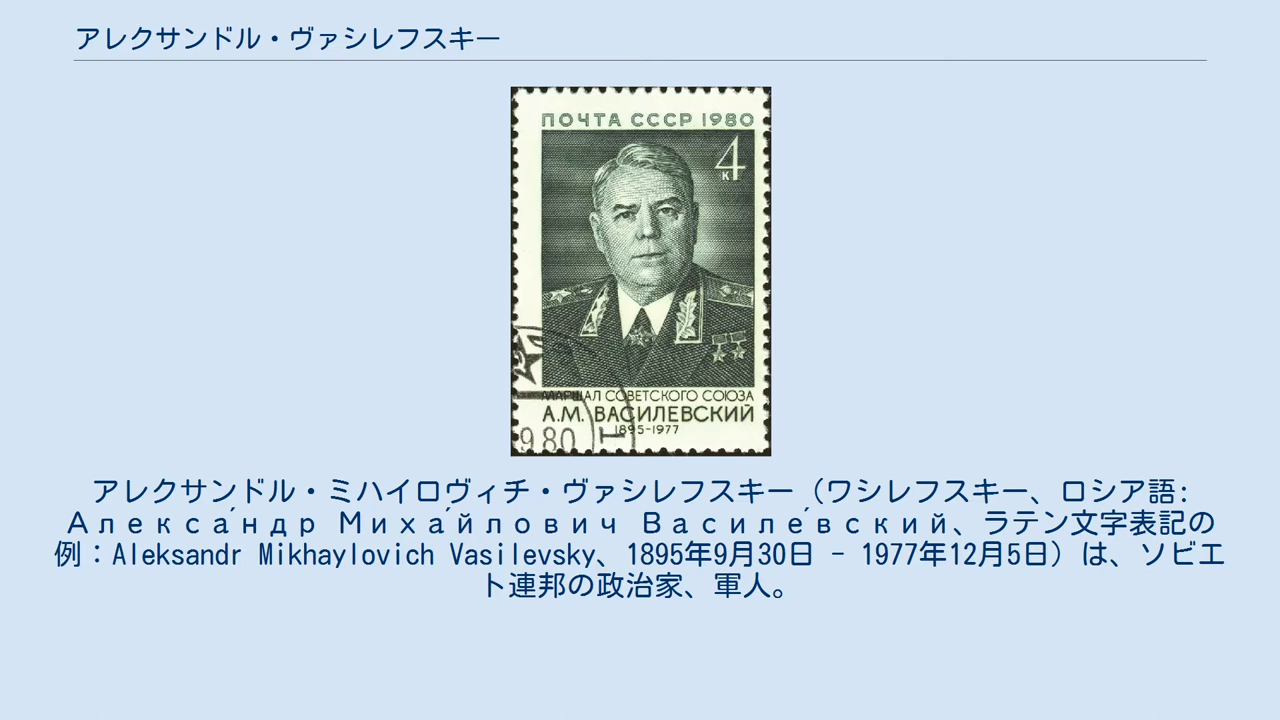 アレクサンドル・ヴァシレフスキー
ПОЧТА СССР 1980
4
к
МАРШАЛ СОВЕТСКОГО СОЮЗА
А.М. ВАСИЛЕВСКИЙ
1895-1977
980
アレクサンドル・ミハイロヴィチ・ヴァシレフスキー（ワシレフスキー、ロシア語:
Алекса́ндр Миха́йлович Василе́вский、ラテン文字表記の
例：Aleksandr Mikhaylovich Vasilevsky、1895年9月30日 - 1977年12月5日）は、ソビエ
ト連邦の政治家、軍人。